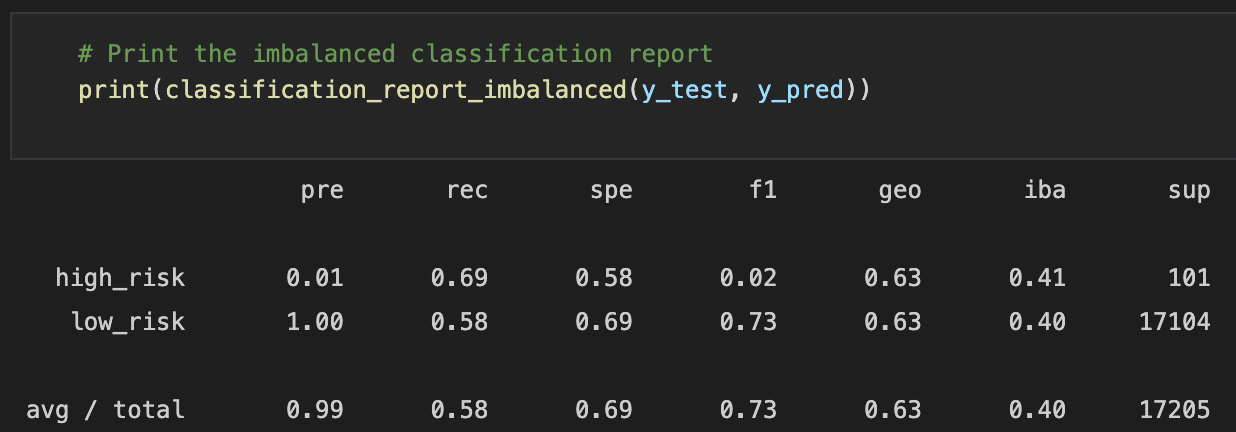 # Print the imbalanced classification report
print(classification_report_imbalanced(y_test, y_pred))
pre rec spe f1 geo iba sup
high_risk 0.01 0.69 0.58 0.02 0.63 0.41 101
low_risk 1.00 0.58 0.69 0.73 0.63 0.40 17104
avg / total 0.99 0.58 0.69 0.73 0.63 0.40 17205